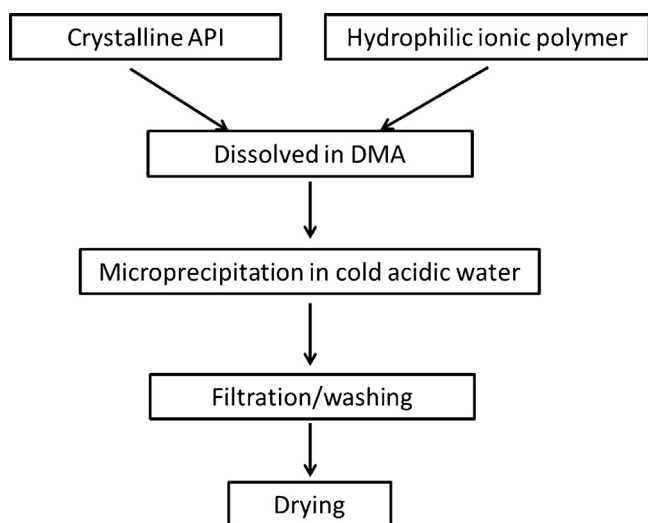 Crystalline API
Hydrophilic ionic polymer
Dissolved in DMA
Microprecipitation in cold acidic water
Filtration/washing
Drying